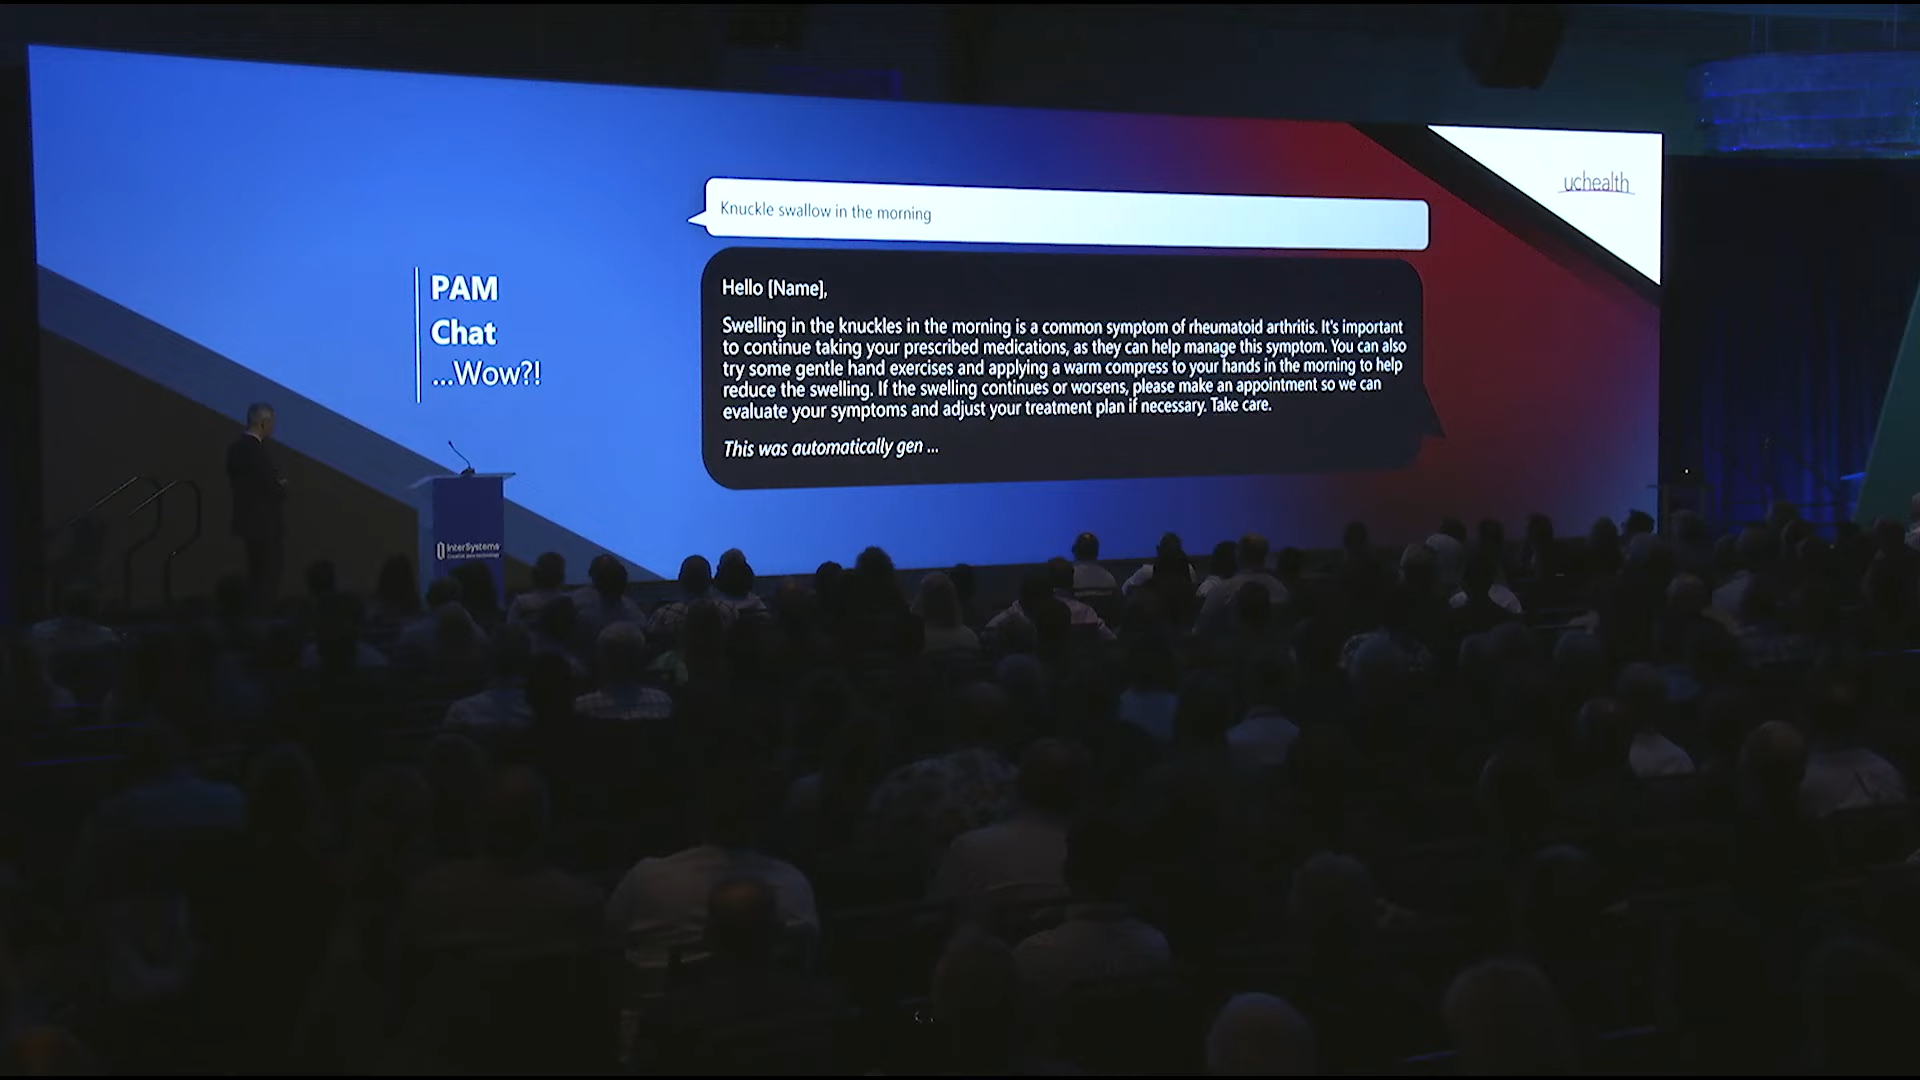 uchealth
Knuckle swallow in the morning
PAM
Chat
...Wow?!
Hello [Name],
Swelling in the knuckles in the morning is a common symptom of rheumatoid arthritis. It's important
to continue taking your prescribed medications, as they can help manage this symptom. You can also
try some gentle hand exercises and applying a warm compress to your hands in the morning to help
reduce the swelling. If the swelling continues or worsens, please make an appointment so we can
evaluate your symptoms and adjust your treatment plan if necessary. Take care.
This was automatically gen ...
InterSystems